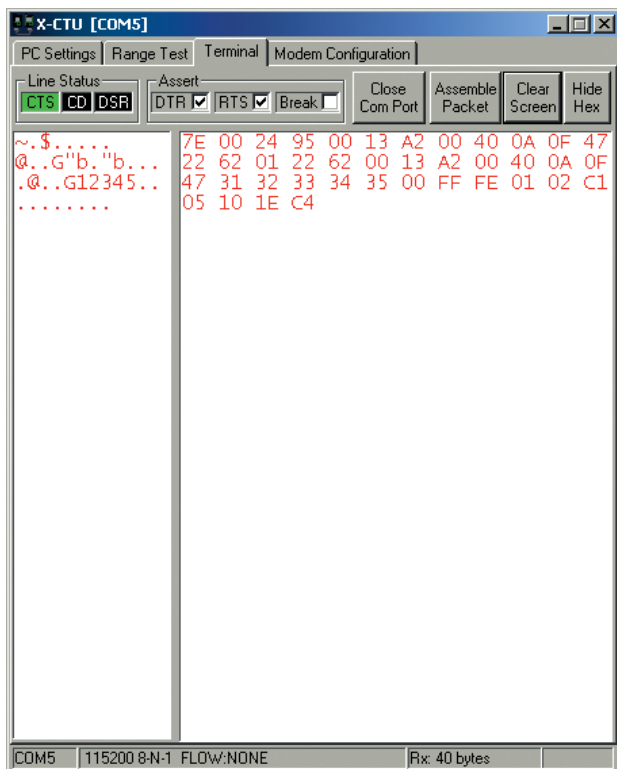 X-CTU [COM5]
PC Settings Range Test Terminal Modem Configuration
Line Status Assert
CTS CD DSR DTR RTS Break Close Com Port Assemble Packet Clear Screen Hide Hex
~.$..... 7E 00 24 95 00 13 A2 00 40 0A 0F 47
@..G"b."b... 22 62 01 22 62 00 13 A2 00 40 0A 0F
.@..G12345.. 47 31 32 33 34 35 00 FF FE 01 02 C1
........ 05 10 1E C4
COM5 115200 8-N-1 FLOW:NONE Rx: 40 bytes